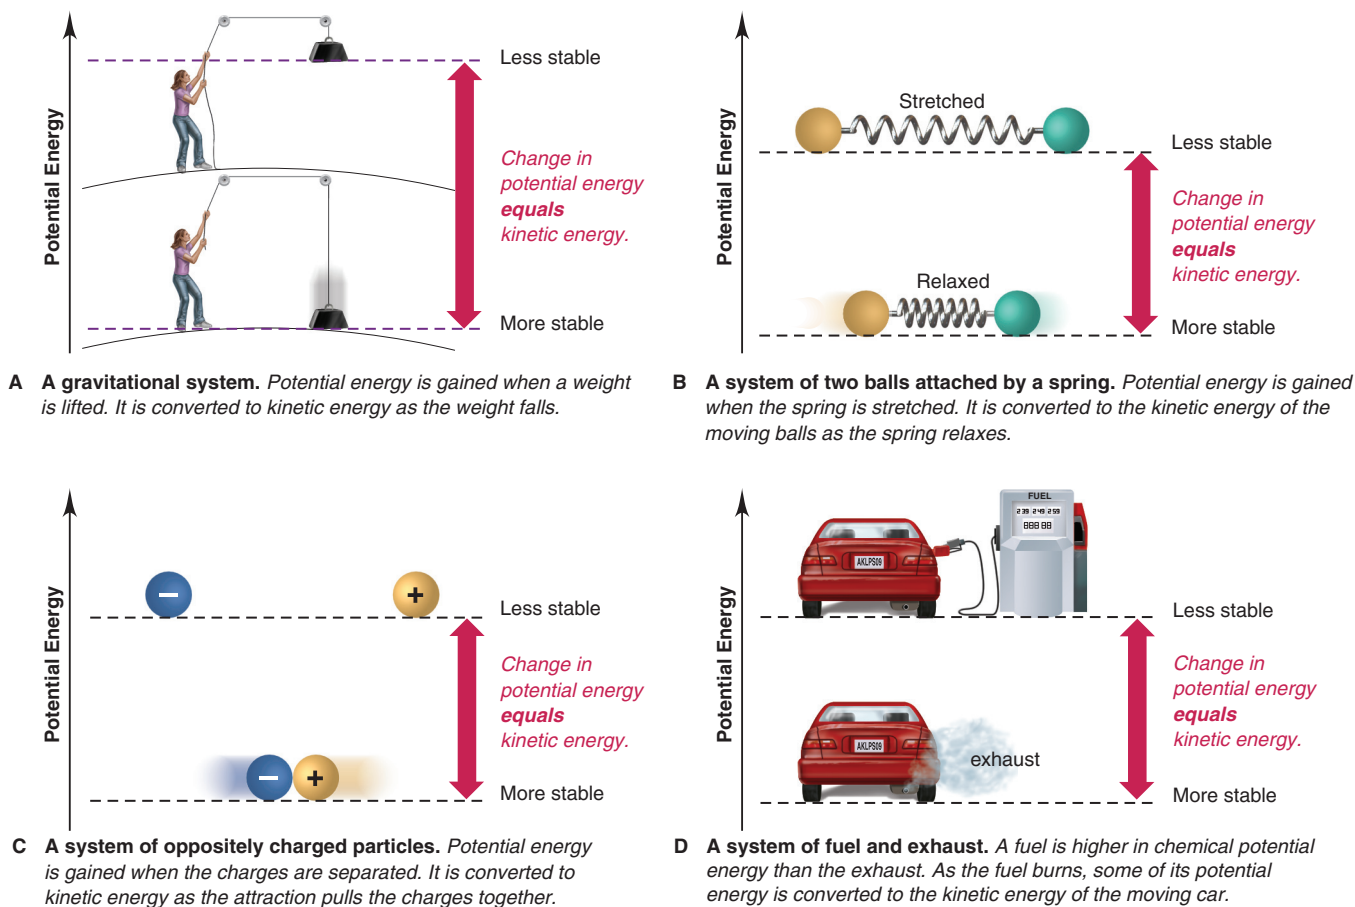 Potential Energy
Less stable
Change in
potential energy
equals
kinetic energy.
More stable
A A gravitational system. Potential energy is gained when a weight
is lifted. It is converted to kinetic energy as the weight falls.
Potential Energy
Stretched
Less stable
Change in
potential energy
equals
kinetic energy.
Relaxed
More stable
B A system of two balls attached by a spring. Potential energy is gained
when the spring is stretched. It is converted to the kinetic energy of the
moving balls as the spring relaxes.
Potential Energy
−
+
Less stable
Change in
potential energy
equals
kinetic energy.
−
+
More stable
C A system of oppositely charged particles. Potential energy
is gained when the charges are separated. It is converted to
kinetic energy as the attraction pulls the charges together.
Potential Energy
FUEL
2 39 2 49 2 59
888 88
AKLPS09
Less stable
Change in
potential energy
equals
kinetic energy.
AKLPS09
exhaust
More stable
D A system of fuel and exhaust. A fuel is higher in chemical potential
energy than the exhaust. As the fuel burns, some of its potential
energy is converted to the kinetic energy of the moving car.